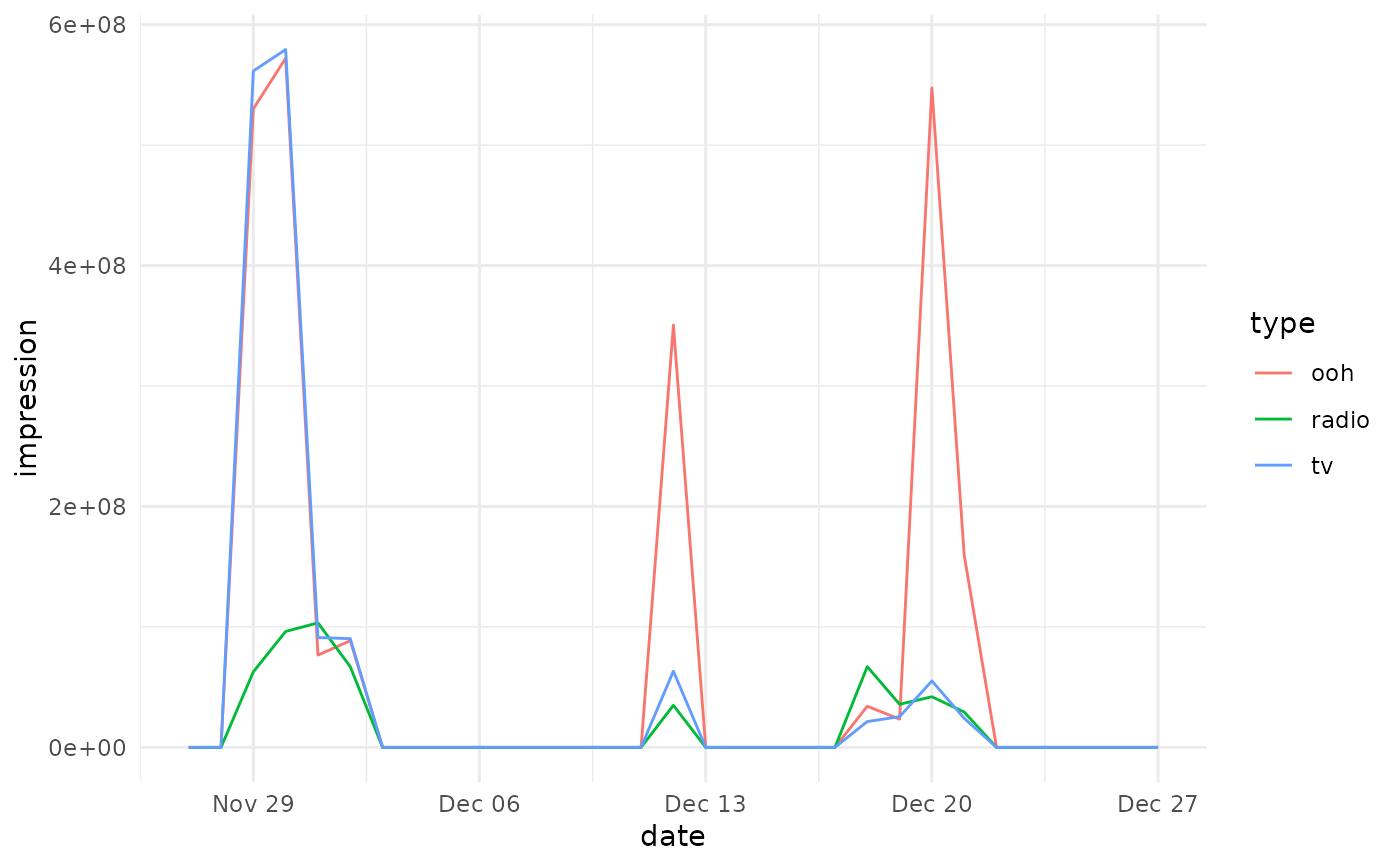 6e+08
4e+08
2e+08
0e+00
impression
Nov 29
Dec 06
Dec 13
Dec 20
Dec 27
date
type
ooh
radio
tv